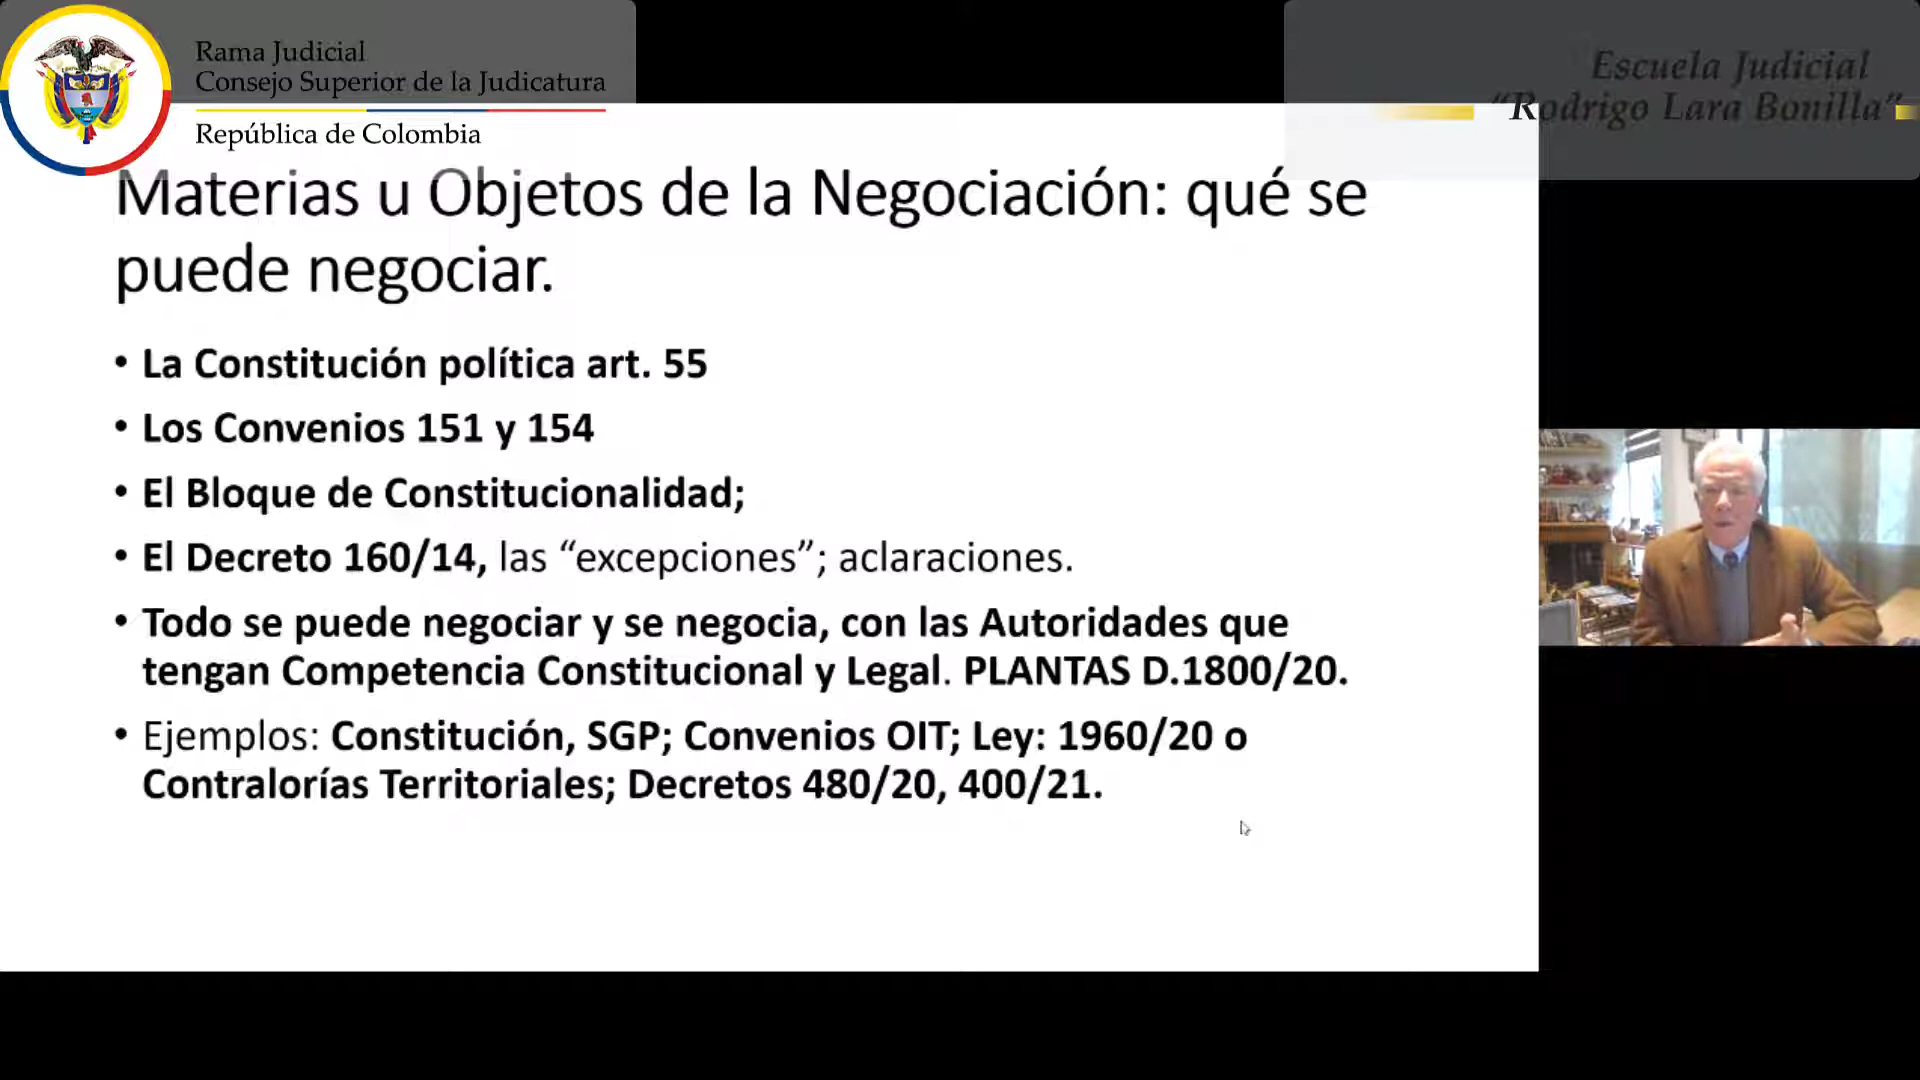 Rama Judicial
Consejo Superior de la Judicatura
República de Colombia
Escuela Judicial
“Rodrigo Lara Bonilla”
Materias u Objetos de la Negociación: qué se
puede negociar.
• La Constitución política art. 55
• Los Convenios 151 y 154
• El Bloque de Constitucionalidad;
• El Decreto 160/14, las “excepciones”; aclaraciones.
• Todo se puede negociar y se negocia, con las Autoridades que
tengan Competencia Constitucional y Legal. PLANTAS D.1800/20.
• Ejemplos: Constitución, SGP; Convenios OIT; Ley: 1960/20 o
Contralorías Territoriales; Decretos 480/20, 400/21.